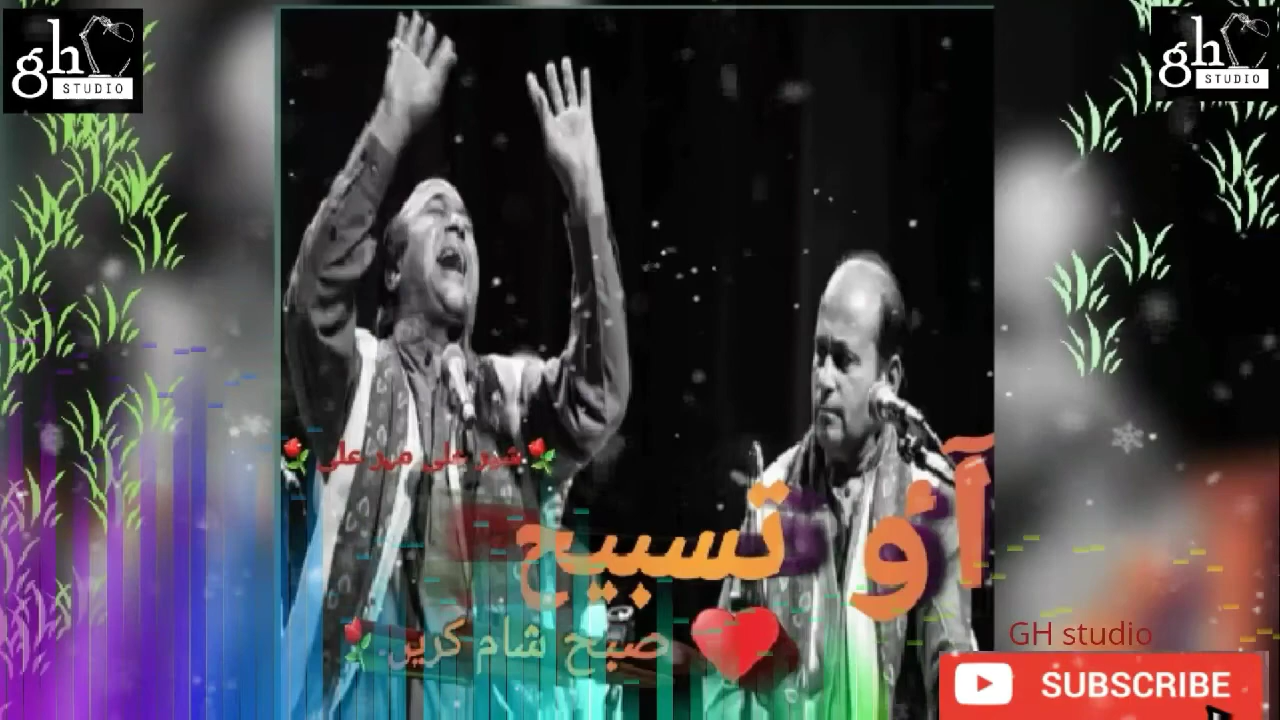 gh
STUDIO
gh
STUDIO
شیر علی مہر علی
آؤ تسبیح
صبح شام کریں
GH studio
SUBSCRIBE